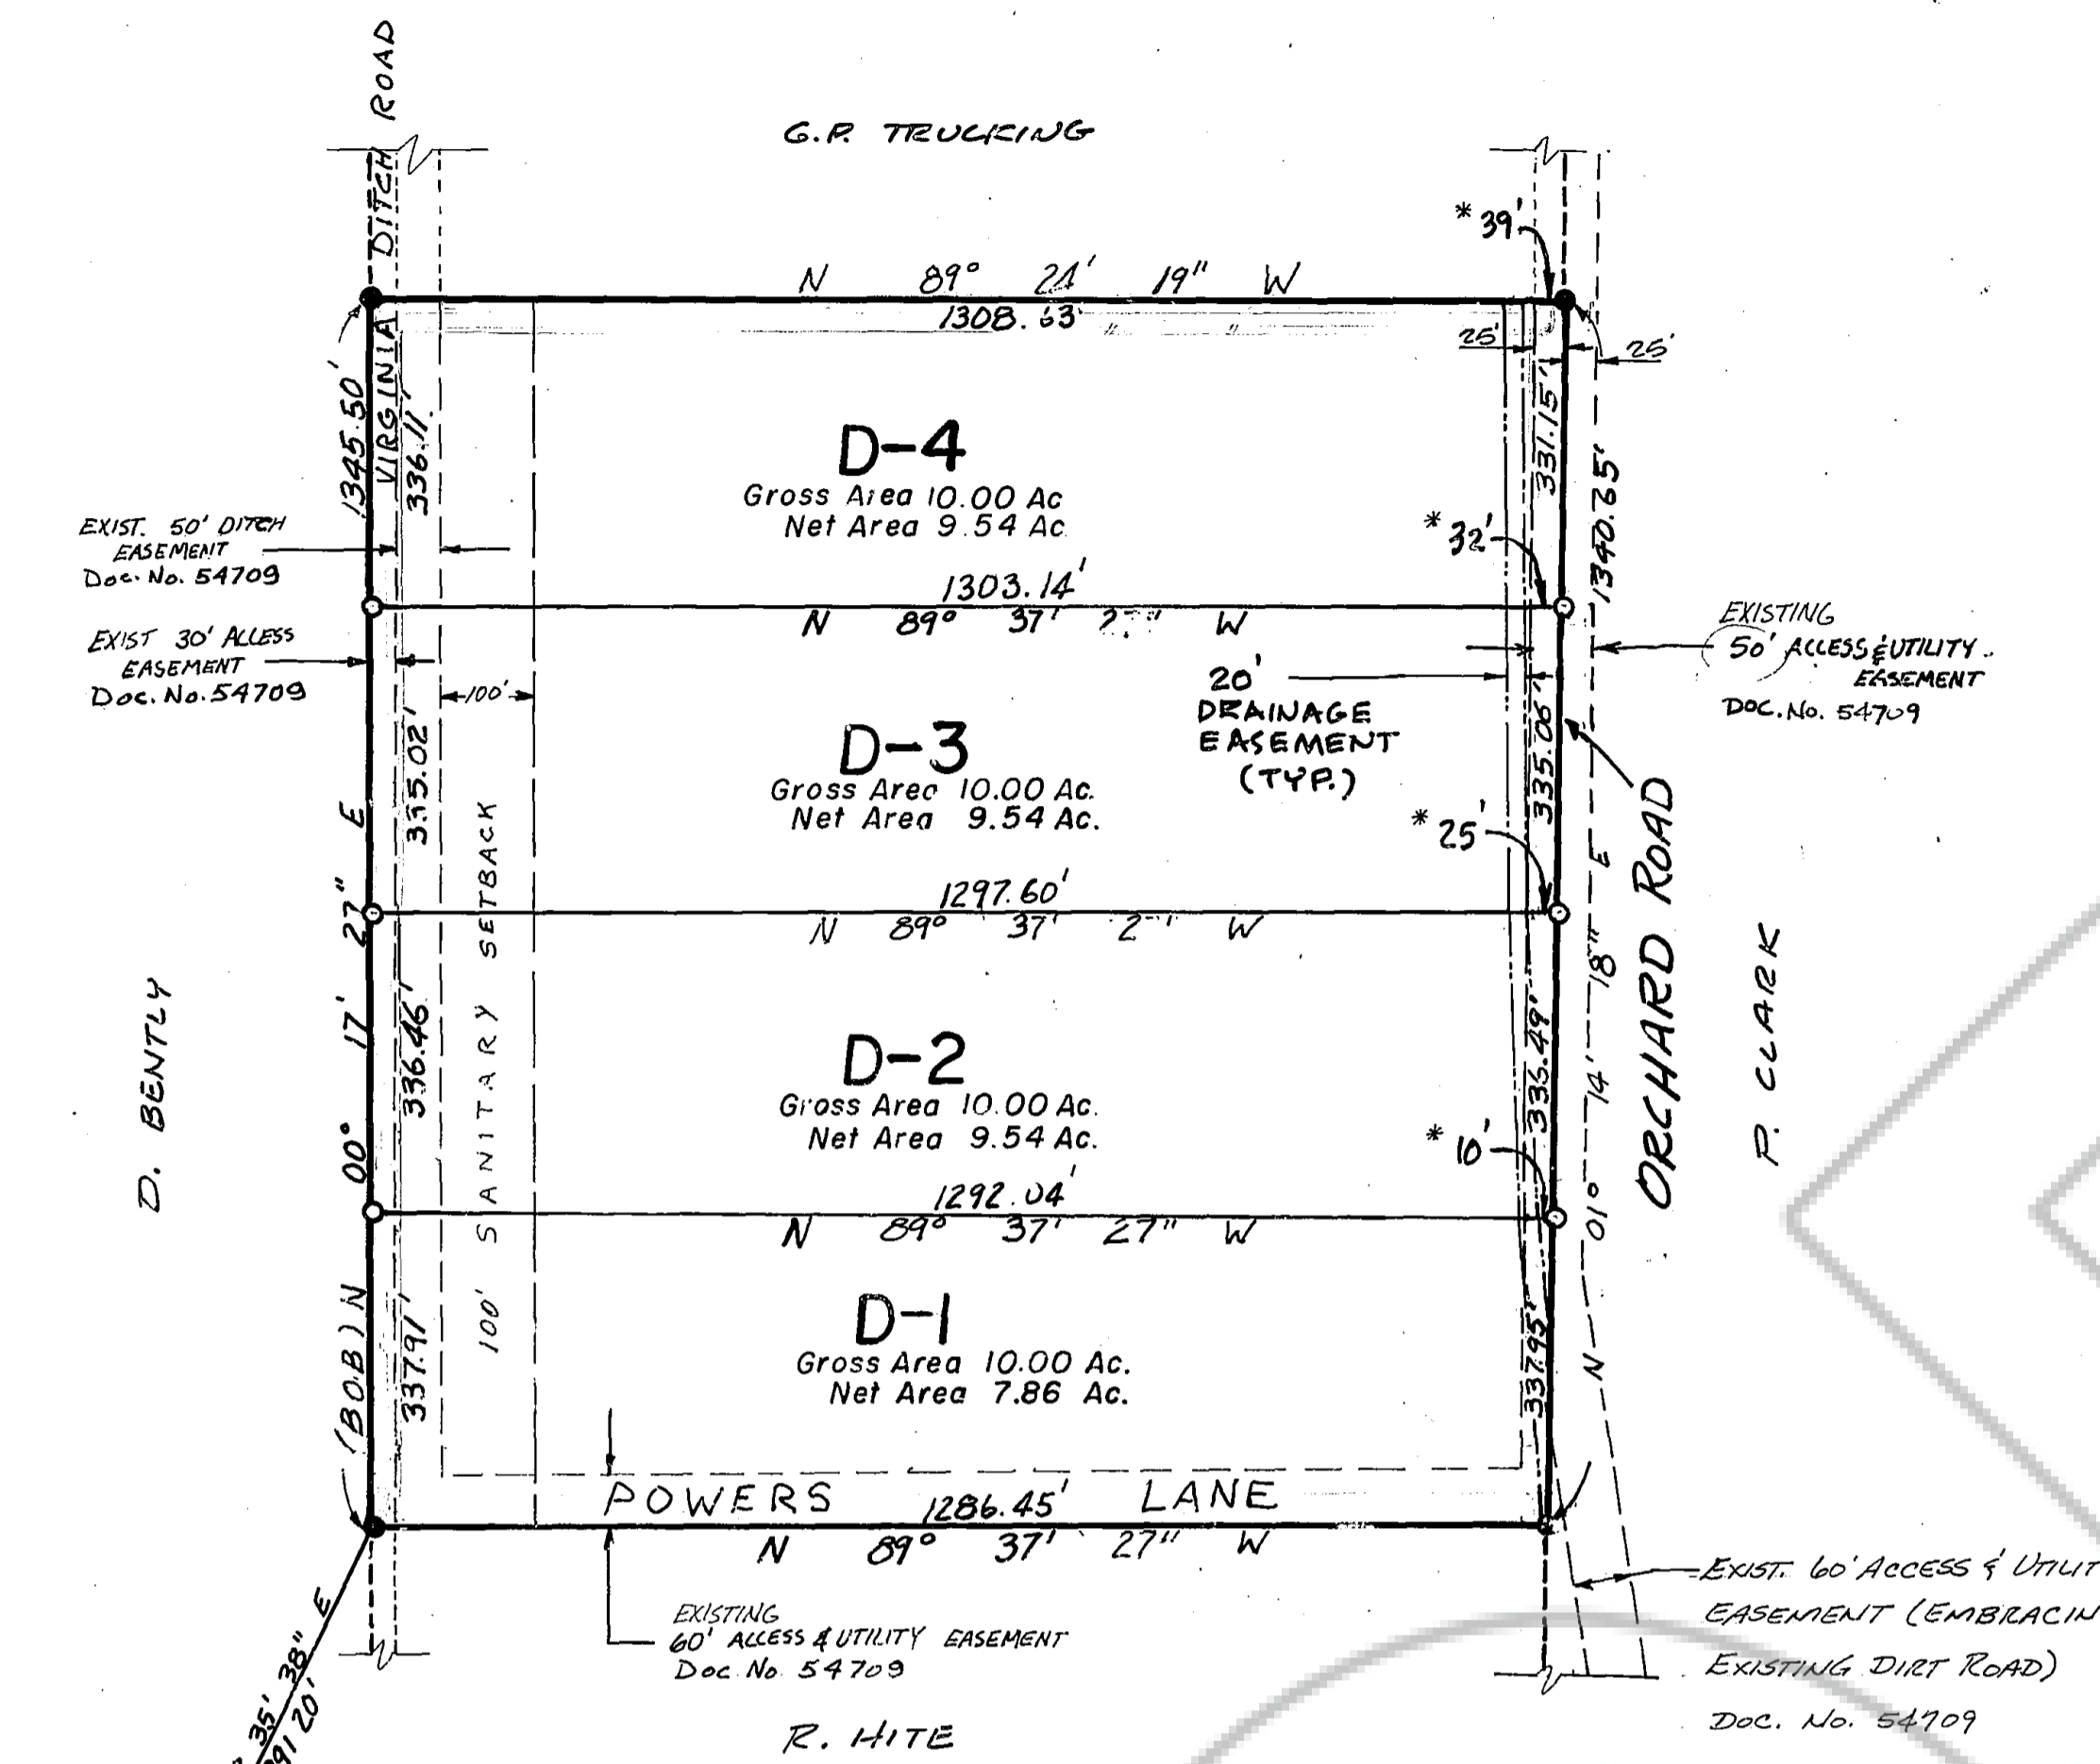 ROAD
DITCH
VIRGINIA
G.P. TRUCKING
* 39'
N 89° 24' 19" W
1308.63'
25'
25'
1345.50'
336.11'
331.15'
1340.65'
D-4
Gross Area 10.00 Ac
Net Area 9.54 Ac.
EXIST. 50' DITCH
EASEMENT
Doc. No. 54709
* 32'
1303.14'
N 89° 37' W
EXIST 30' ACCESS
EASEMENT
Doc. No. 54709
EXISTING
50' ACCESS & UTILITY
EASEMENT
DOC. No. 54709
100'
20'
DRAINAGE
EASEMENT
(TYP.)
335.02'
335.06'
D-3
Gross Area 10.00 Ac.
Net Area 9.54 Ac.
* 25'
1297.60'
N 89° 37' W
ORCHARD ROAD
P. CLARK
D. BENTLY
(B.O.B) N 00° 17' 27" E
N 01° 14' 18" E
336.46'
336.49'
100' SANITARY SETBACK
D-2
Gross Area 10.00 Ac.
Net Area 9.54 Ac.
* 10'
1292.04'
N 89° 37' 27" W
337.91'
337.95'
D-1
Gross Area 10.00 Ac.
Net Area 7.86 Ac.
POWERS LANE
1286.45'
N 89° 37' 27" W
EXISTING
60' ACCESS & UTILITY EASEMENT
Doc. No. 54709
EXIST. 60' ACCESS & UTILIT
EASEMENT (EMBRACIN
EXISTING DIRT ROAD)
DOC. No. 54709
35' 38" E
91 20'
R. HITE